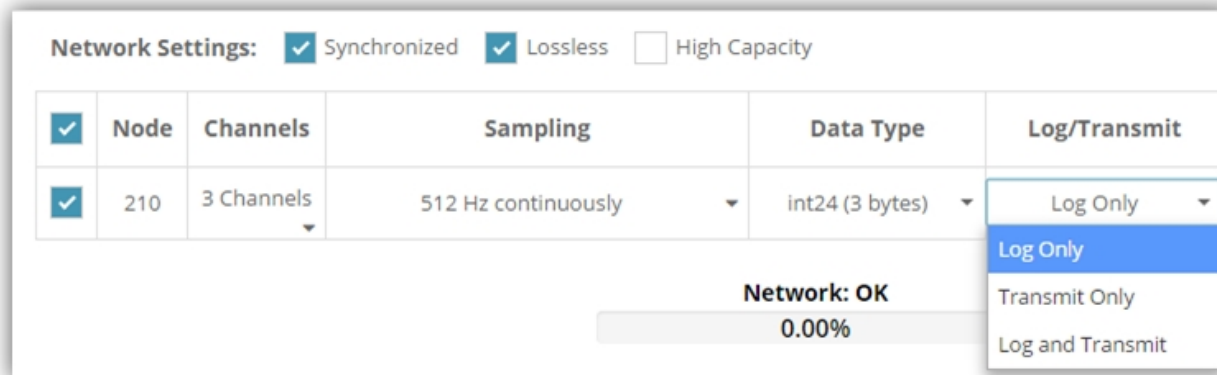 Network Settings: Synchronized Lossless High Capacity
Node Channels Sampling Data Type Log/Transmit
210 3 Channels 512 Hz continuously int24 (3 bytes) Log Only
Log Only
Network: OK
Transmit Only
0.00%
Log and Transmit